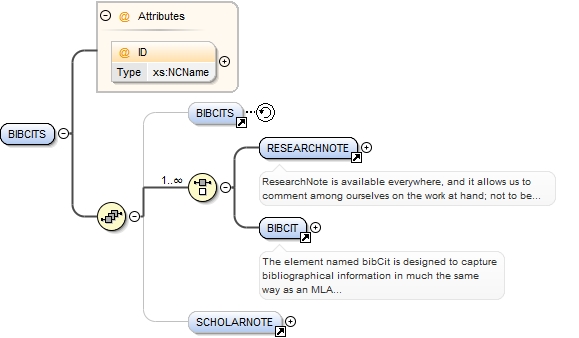 @ Attributes
@ ID
Type xs:NCName
BIBCITS
BIBCITS
1..∞
RESEARCHNOTE
ResearchNote is available everywhere, and it allows us to
comment among ourselves on the work at hand; not to be...
BIBCIT
The element named bibCit is designed to capture
bibliographical information in much the same
way as an MLA...
SCHOLARNOTE